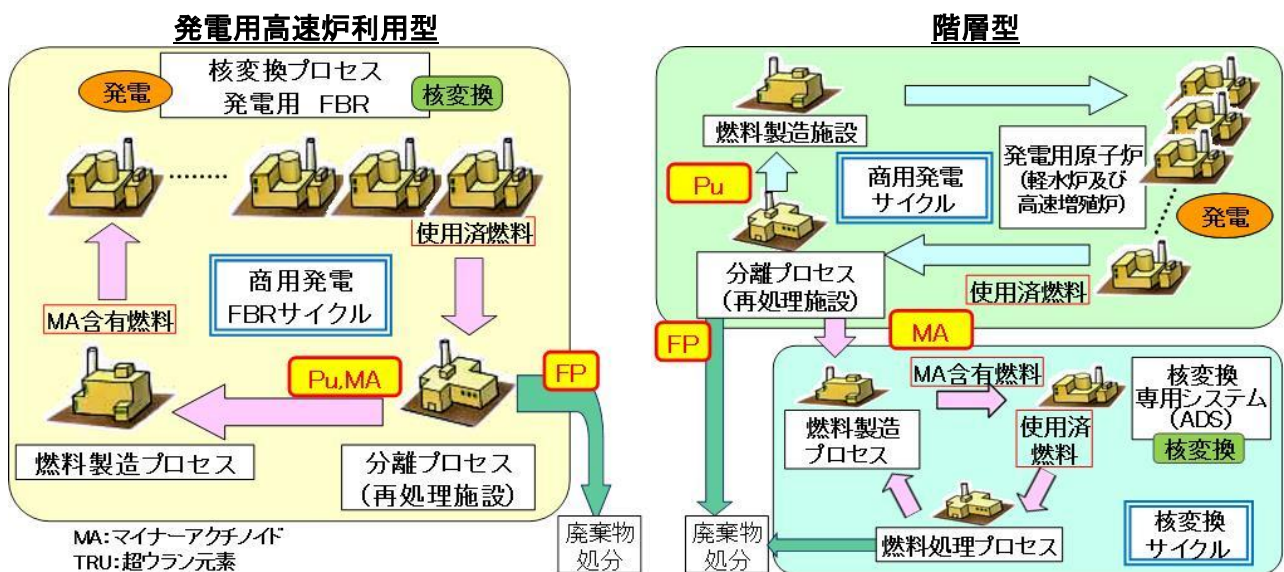 発電用高速炉利用型
核変換プロセス
発電用 FBR
発電
核変換
使用済燃料
商用発電
FBRサイクル
MA含有燃料
Pu,MA
FP
燃料製造プロセス
分離プロセス
(再処理施設)
廃棄物
処分
MA:マイナーアクチノイド
TRU:超ウラン元素
階層型
燃料製造施設
Pu
商用発電
サイクル
発電用原子炉
(軽水炉及び
高速増殖炉)
発電
分離プロセス
(再処理施設)
使用済燃料
FP
MA
MA含有燃料
核変換
専用システム
(ADS)
核変換
燃料製造
プロセス
使用済
燃料
燃料処理プロセス
核変換
サイクル
廃棄物
処分